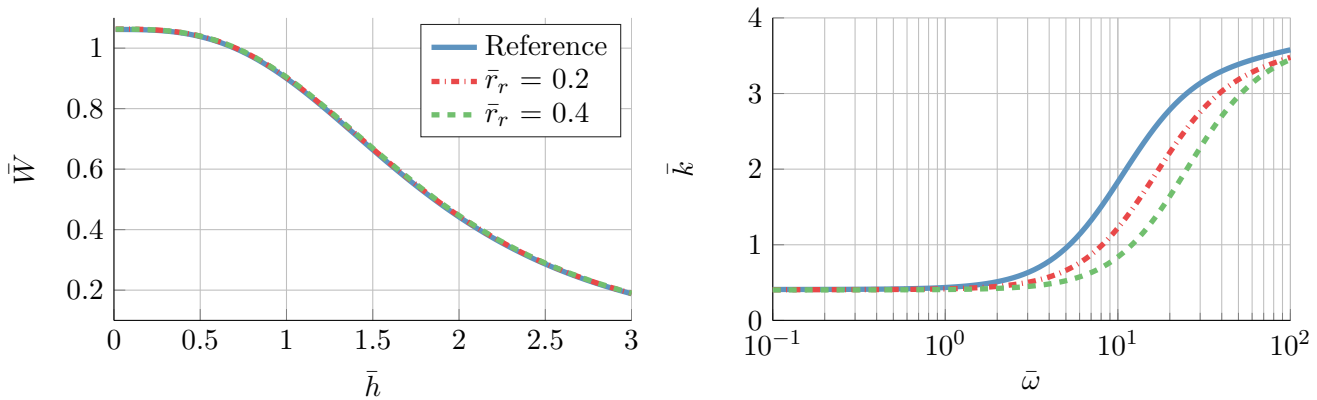 W̄
1
0.8
0.6
0.4
0.2
0 0.5 1 1.5 2 2.5 3
h̄
Reference
r̄ᵣ = 0.2
r̄ᵣ = 0.4
k̄
4
3
2
1
0
10⁻¹ 10⁰ 10¹ 10²
ω̄